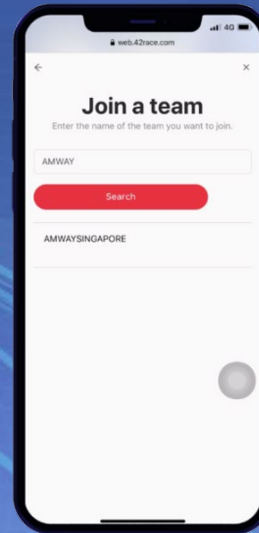 4G
web.42race.com
Join a team
Enter the name of the team you want to join.
AMWAY
Search
AMWAYSINGAPORE